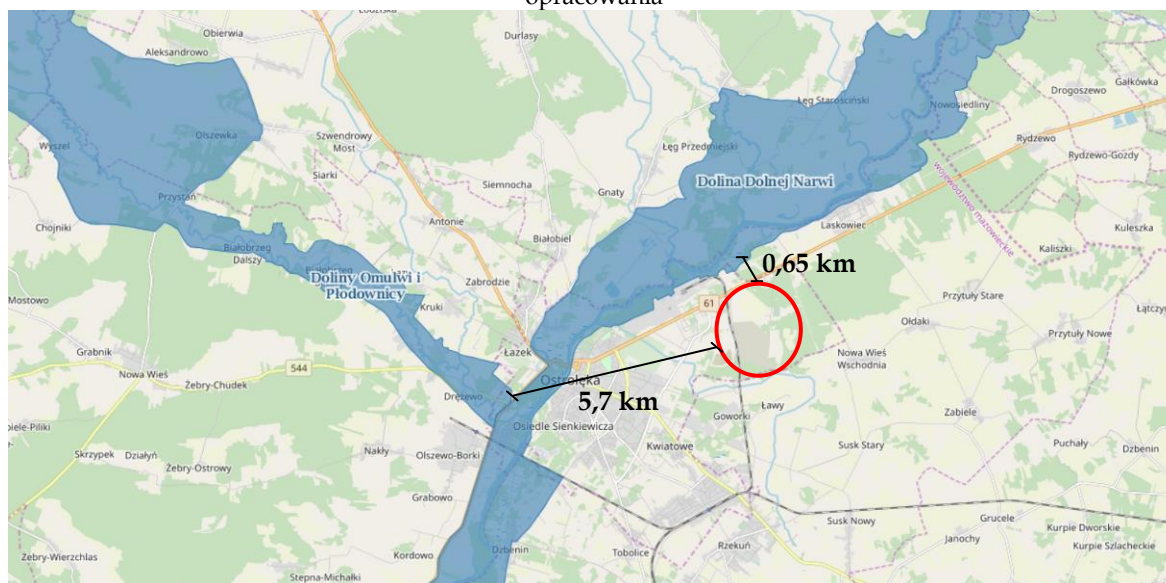 opracowania
Obierwia
Durlasy
Aleksandrowo
Gałkówka
Drogoszewo
Łęg Starosciński
Nowosiedliny
Olszewka
Szwendrowy
Most
Rydzewo
Wyszel
Łęg Przedmiejski
Rydzewo-Gozdy
Siarki
Siemnocha
Dolina Dolnej Narwi
województwo mazowieckie
Przystań
Gnaty
Chojniki
Antonie
Laskowiec
Kuleszka
Białobiel
Białobrzeg
Dalszy
Kaliszki
0,65 km
Doliny Omulwi i
Płodownicy
Zabrodzie
Mostowo
Kruki
61
Przytuły Stare
Ołdaki
Przytuły Nowe
Grabnik
Łazek
Nowa Wieś
544
Nowa Wieś
Wschodnia
Żebry-Chudek
Ostrołęka
Drężewo
5,7 km
Ławy
Goworki
Zabiele
Osiedle Sienkiewicza
Kwiatowe
Susk Stary
Puchały
Dzbenin
Skrzypek
Działyń
Nakły
Olszewo-Borki
Żebry-Ostrowy
Grabowo
Susk Nowy
Grucele
Kurpie Dworskie
Rzekuń
Janochy
Kurpie Szlacheckie
Żebry-Wierzchlas
Kordowo
Dzbenin
Tobolice
Stepna-Michałki